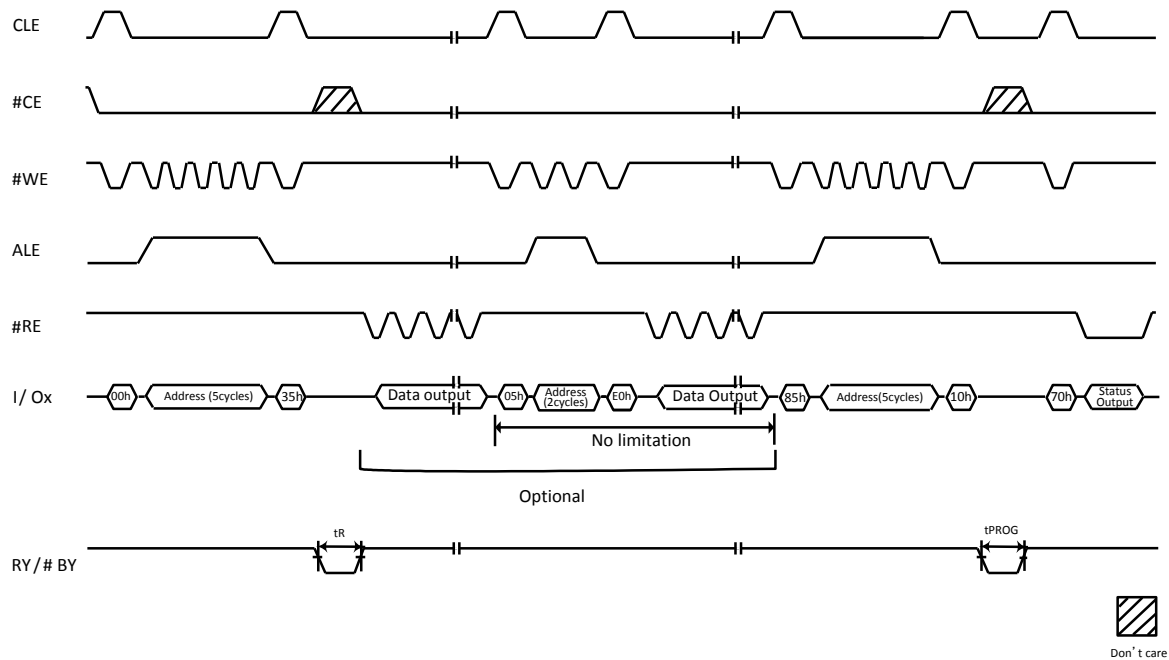 CLE
#CE
#WE
ALE
#RE
I/Ox
00h
Address (5cycles)
35h
Data output
05h
Address
(2cycles)
E0h
Data Output
85h
Address(5cycles)
10h
70h
Status
Output
No limitation
Optional
tR
tPROG
RY/# BY
Don't care